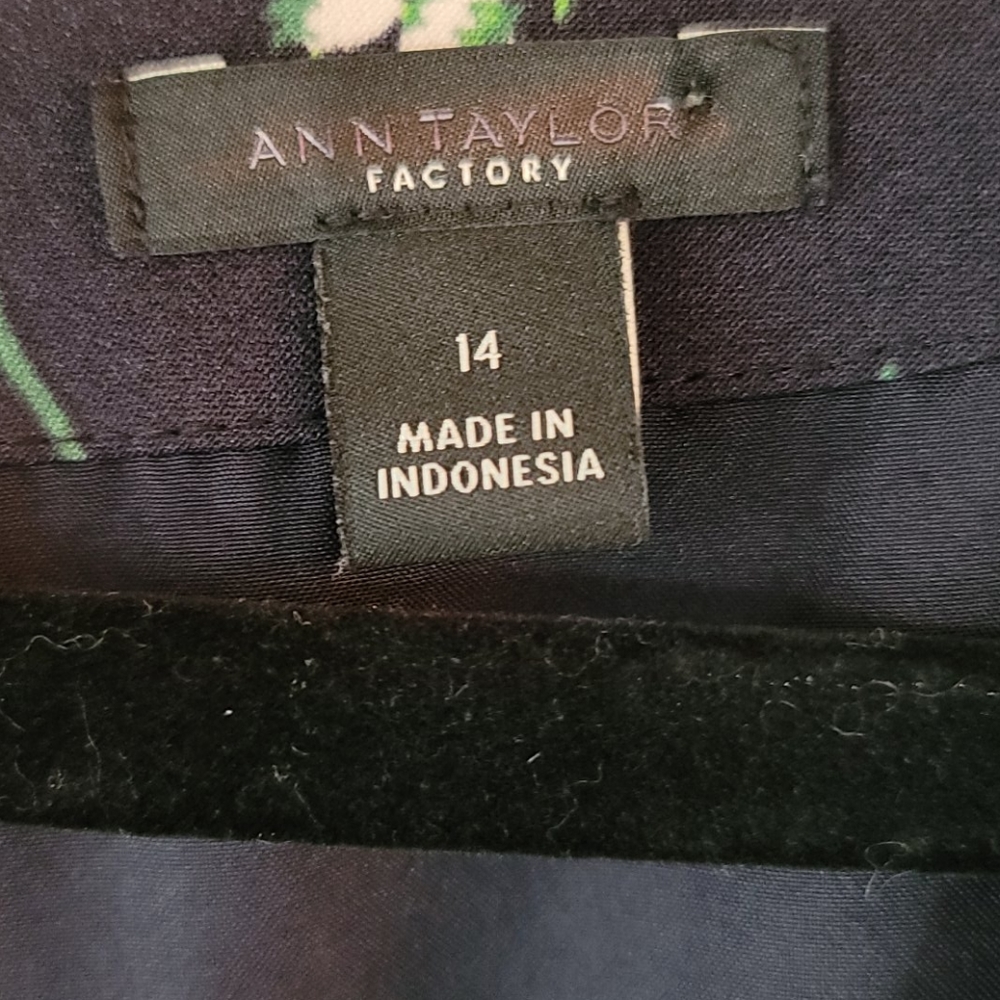 ANN TAYLOR
FACTORY
14
MADE IN
INDONESIA